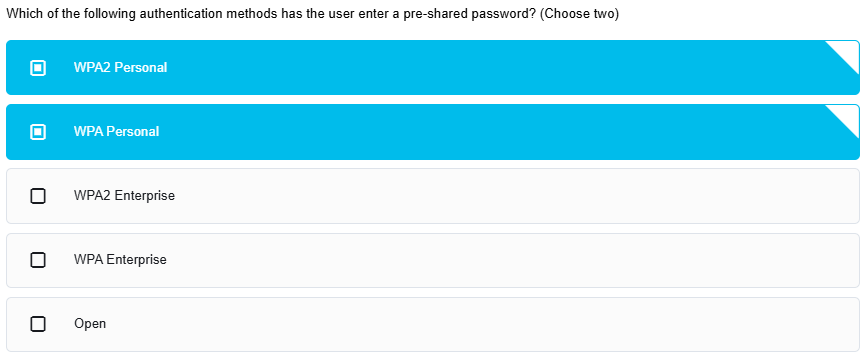 Which of the following authentication methods has the user enter a pre-shared password? (Choose two)
WPA2 Personal
WPA Personal
WPA2 Enterprise
WPA Enterprise
Open